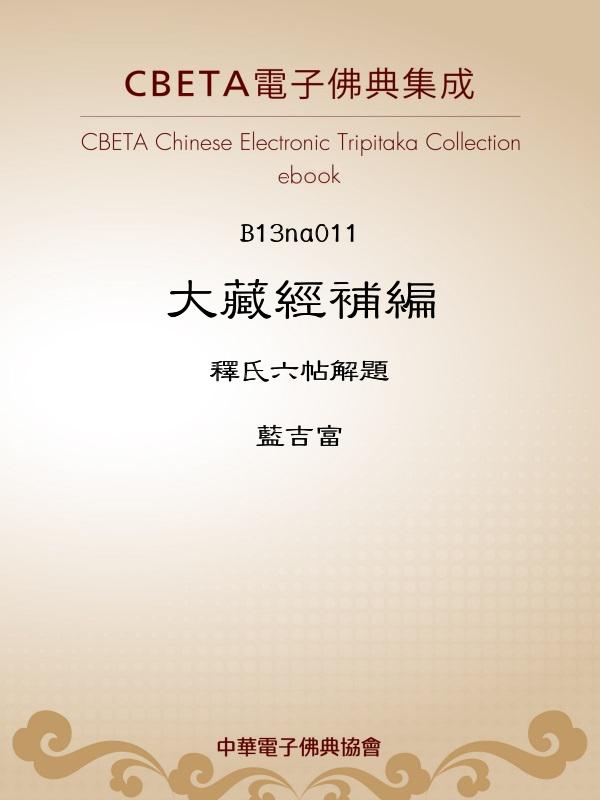 CBETA電子佛典集成
CBETA Chinese Electronic Tripitaka Collection
ebook
B13na011
大藏經補編
釋氏六帖解題
藍吉富
中華電子佛典協會